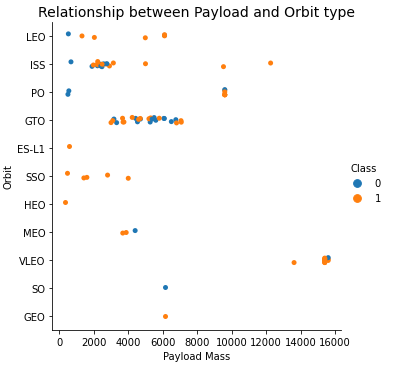 Relationship between Payload and Orbit type
LEO
ISS
PO
GTO
ES-L1
SSO
HEO
MEO
VLEO
SO
GEO
Orbit
0 2000 4000 6000 8000 10000 12000 14000 16000
Payload Mass
Class
0
1